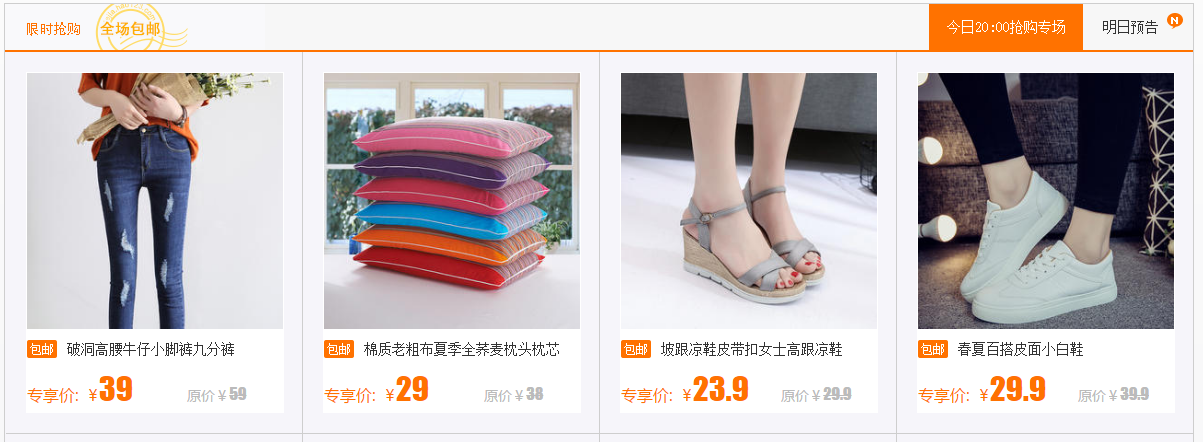 限时抢购
全场包邮
今日20:00抢购专场
明日预告
N
包邮 破洞高腰牛仔小脚裤九分裤
专享价: ¥39 原价 ¥ 59
包邮 棉质老粗布夏季全荞麦枕头枕芯
专享价: ¥29 原价 ¥ 38
包邮 坡跟凉鞋皮带扣女士高跟凉鞋
专享价: ¥23.9 原价 ¥ 29.9
包邮 春夏百搭皮面小白鞋
专享价: ¥29.9 原价 ¥ 39.9